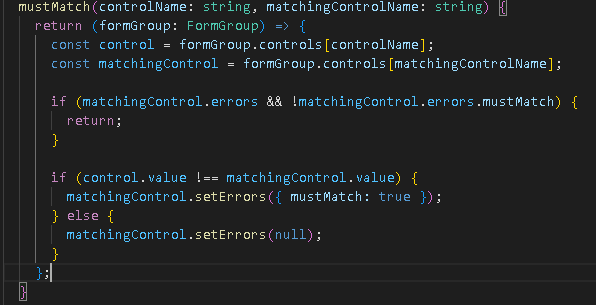 mustMatch(controlName: string, matchingControlName: string) {
return (formGroup: FormGroup) => {
const control = formGroup.controls[controlName];
const matchingControl = formGroup.controls[matchingControlName];
if (matchingControl.errors && !matchingControl.errors.mustMatch) {
return;
}
if (control.value !== matchingControl.value) {
matchingControl.setErrors({ mustMatch: true });
} else {
matchingControl.setErrors(null);
}
};
}